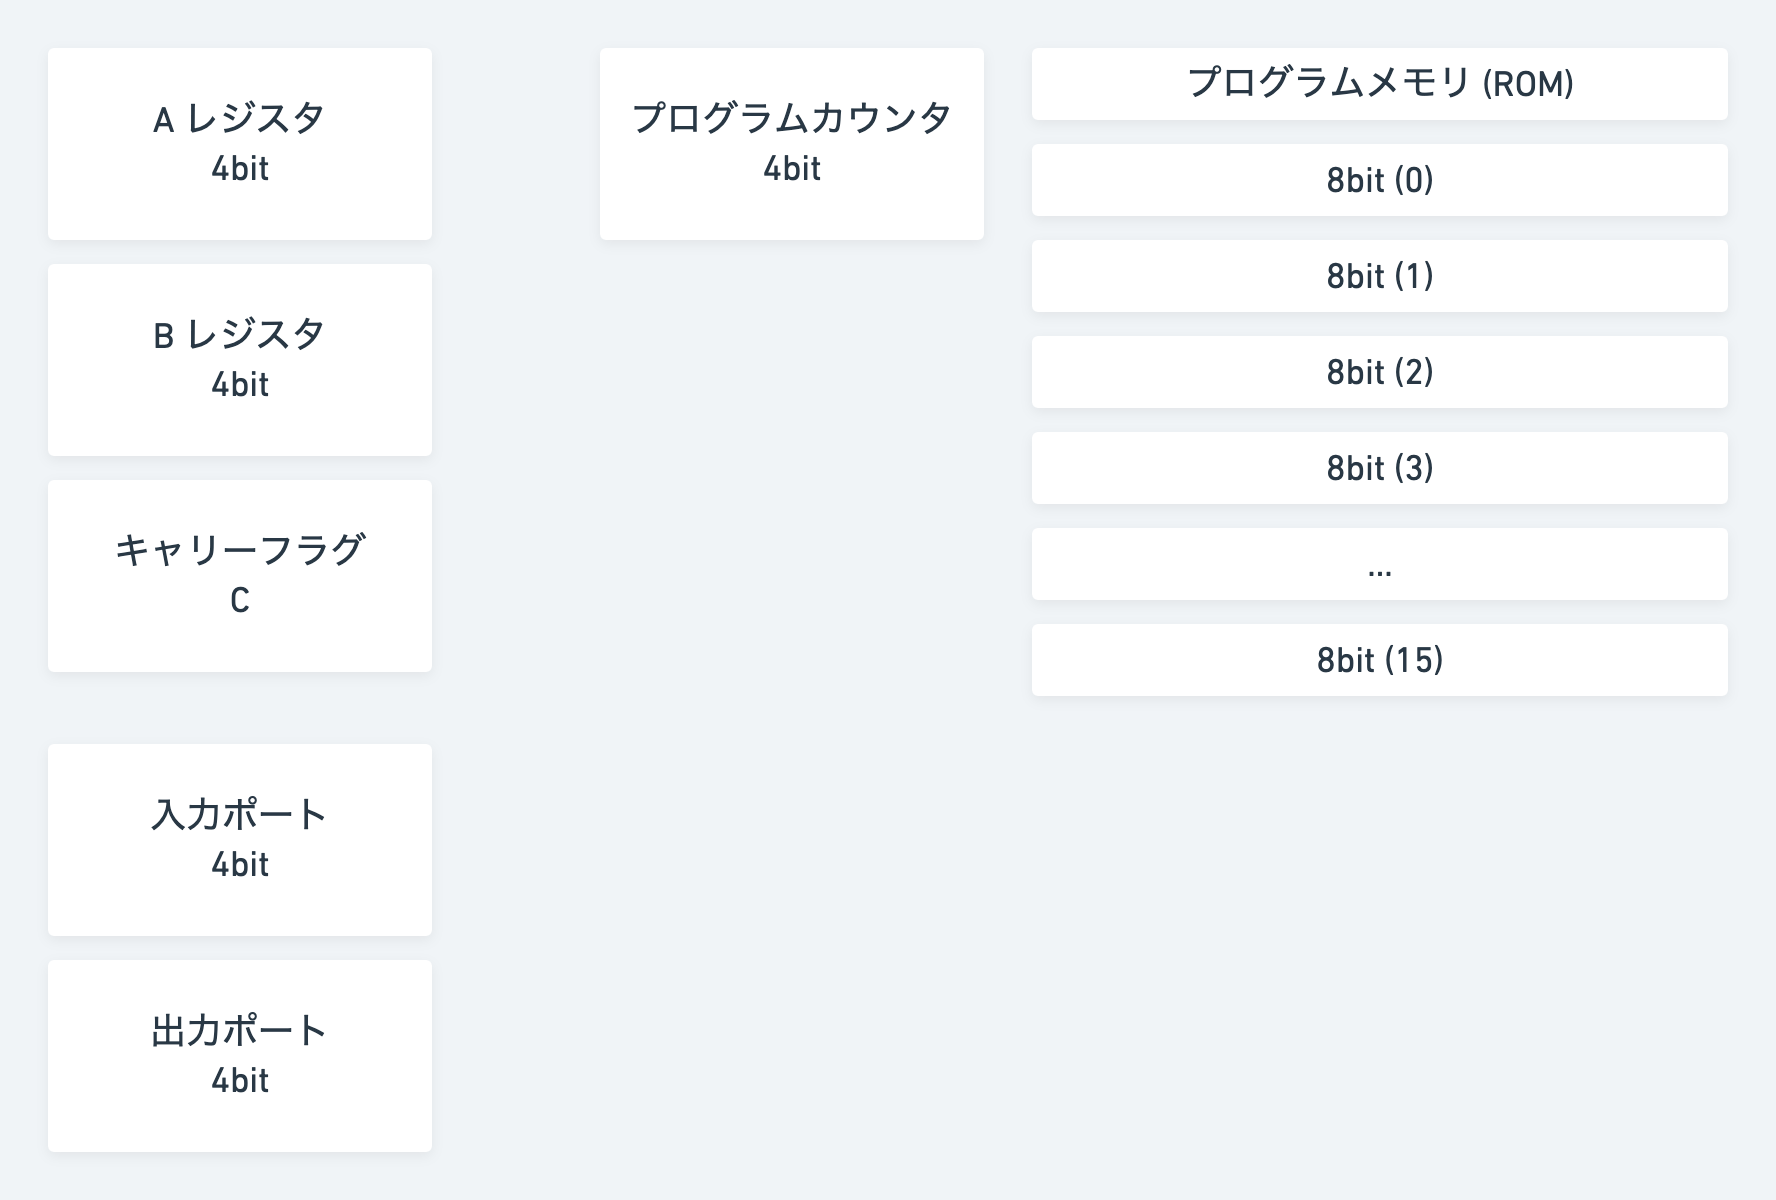 A レジスタ
4bit
B レジスタ
4bit
キャリーフラグ
C
入力ポート
4bit
出力ポート
4bit
プログラムカウンタ
4bit
プログラムメモリ (ROM)
8bit (0)
8bit (1)
8bit (2)
8bit (3)
...
8bit (15)